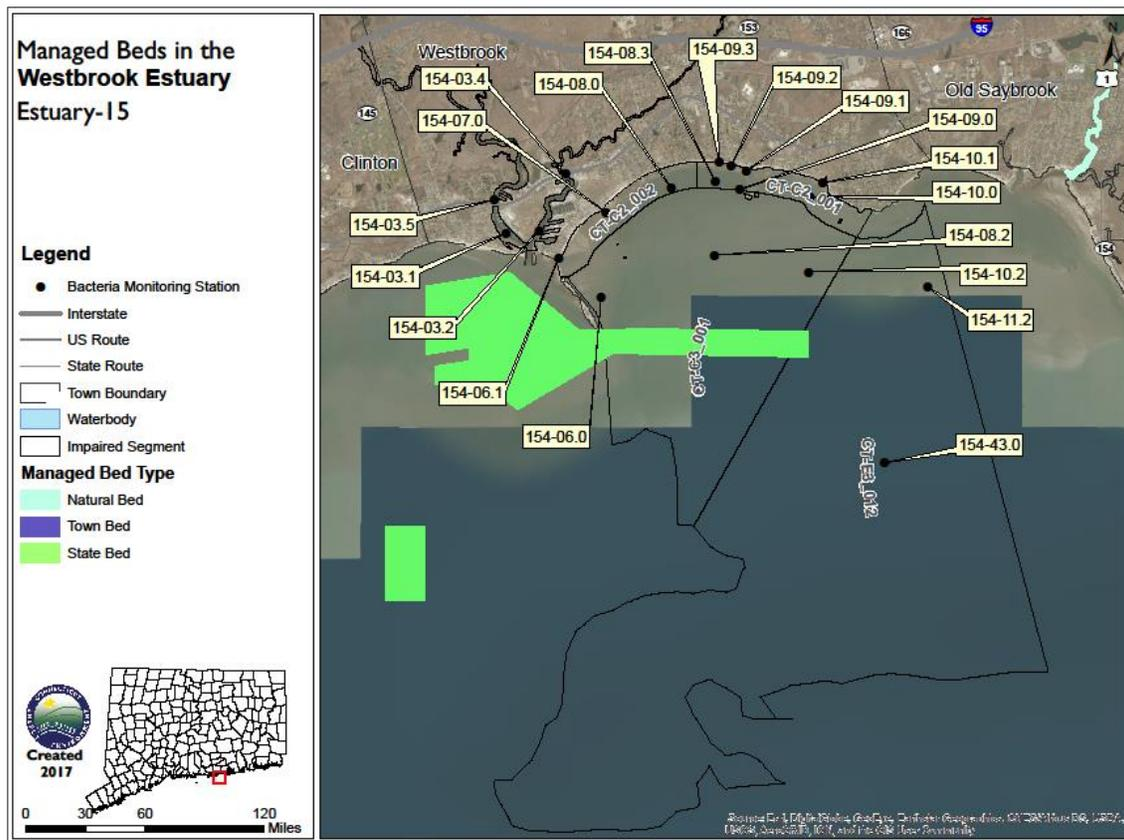 Managed Beds in the
Westbrook Estuary
Estuary-15
Legend
Bacteria Monitoring Station
Interstate
US Route
State Route
Town Boundary
Waterbody
Impaired Segment
Managed Bed Type
Natural Bed
Town Bed
State Bed
CONNECTICUT
Created
2017
0 30 60 120
Miles
153
166
95
N
1
145
154
Westbrook
Old Saybrook
Clinton
154-08.3
154-09.3
154-03.4
154-08.0
154-09.2
154-09.1
154-07.0
154-09.0
154-10.1
154-10.0
154-03.5
154-08.2
154-03.1
154-10.2
154-11.2
154-03.2
154-06.1
154-06.0
154-43.0
CT-C2_002
CT-C2_001
CT-C3_001